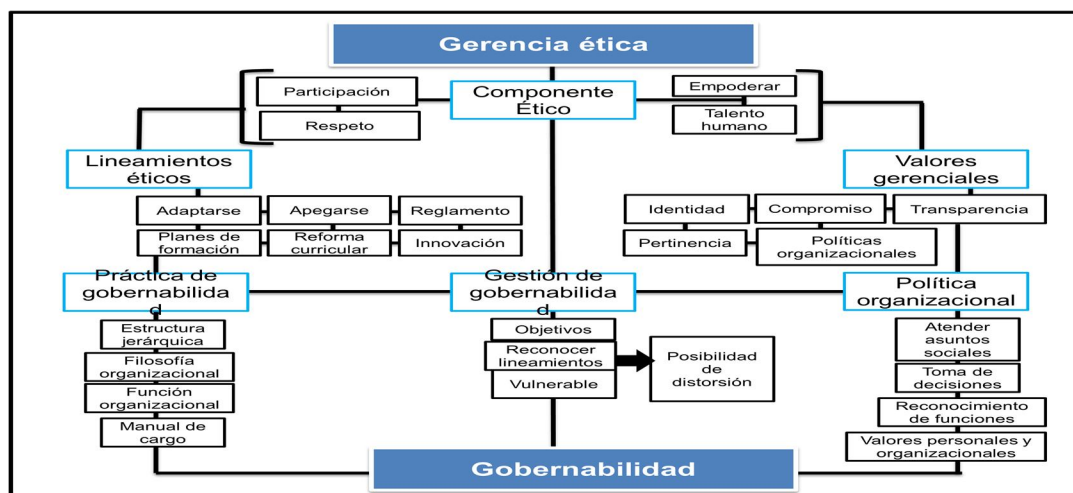 Gerencia ética
Participación
Respeto
Componente
Ético
Empoderar
Talento
humano
Lineamientos
éticos
Valores
gerenciales
Adaptarse
Apegarse
Reglamento
Planes de
formación
Reforma
curricular
Innovación
Identidad
Compromiso
Transparencia
Pertinencia
Políticas
organizacionales
Práctica de
gobernabilida
d
Gestión de
gobernabilida
d
Política
organizacional
Estructura
jerárquica
Filosofía
organizacional
Función
organizacional
Manual de
cargo
Objetivos
Reconocer
lineamientos
Vulnerable
Posibilidad
de
distorsión
Atender
asuntos
sociales
Toma de
decisiones
Reconocimiento
de funciones
Valores personales y
organizacionales
Gobernabilidad